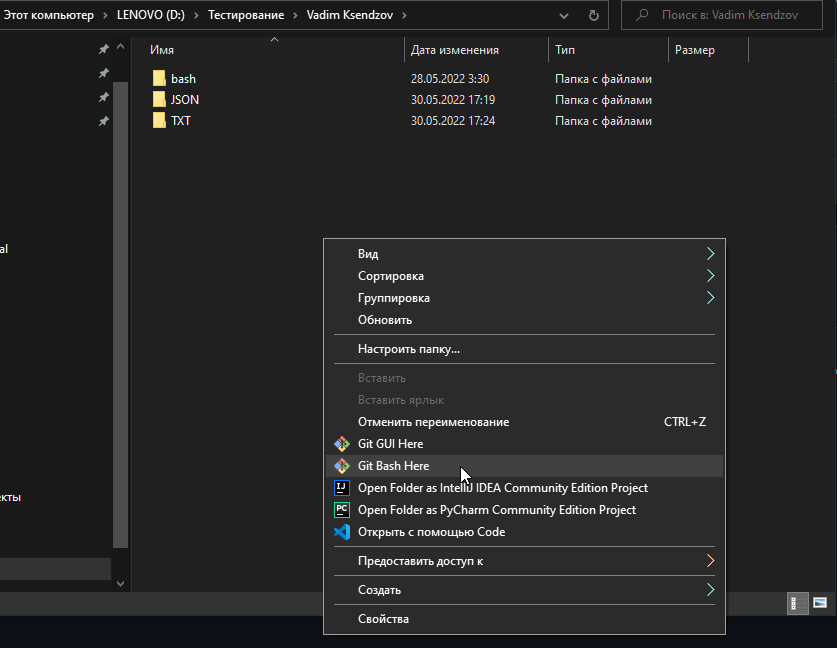 Этот компьютер > LENOVO (D:) > Тестирование > Vadim Ksendzov >
Поиск в: Vadim Ksendzov
Имя Дата изменения Тип Размер
bash 28.05.2022 3:30 Папка с файлами
JSON 30.05.2022 17:19 Папка с файлами
TXT 30.05.2022 17:24 Папка с файлами
al
екты
Вид
Сортировка
Группировка
Обновить
Настроить папку...
Вставить
Вставить ярлык
Отменить переименование CTRL+Z
Git GUI Here
Git Bash Here
IJ Open Folder as IntelliJ IDEA Community Edition Project
PC Open Folder as PyCharm Community Edition Project
Открыть с помощью Code
Предоставить доступ к
Создать
Свойства